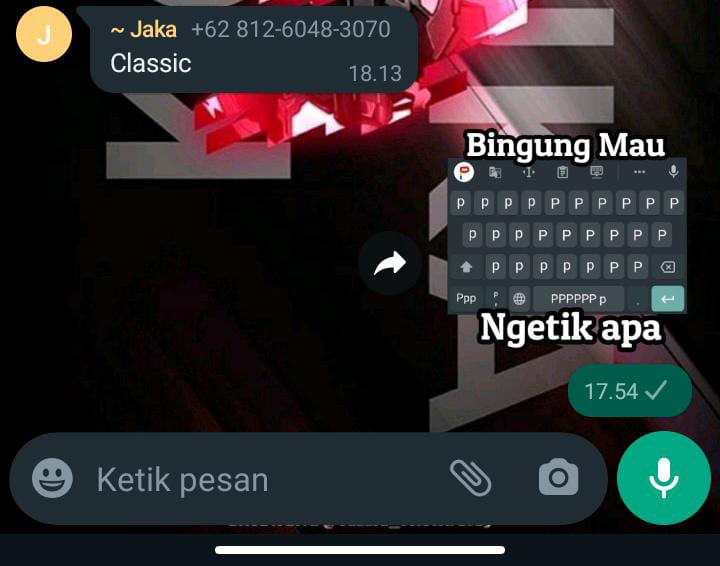 J
~ Jaka +62 812-6048-3070
Classic
18.13
Bingung Mau
P
p p p p P P P P P P
p p p P P P P P P
p p p p p P P
Ppp P , PPPPPP p .
Ngetik apa
17.54
Ketik pesan